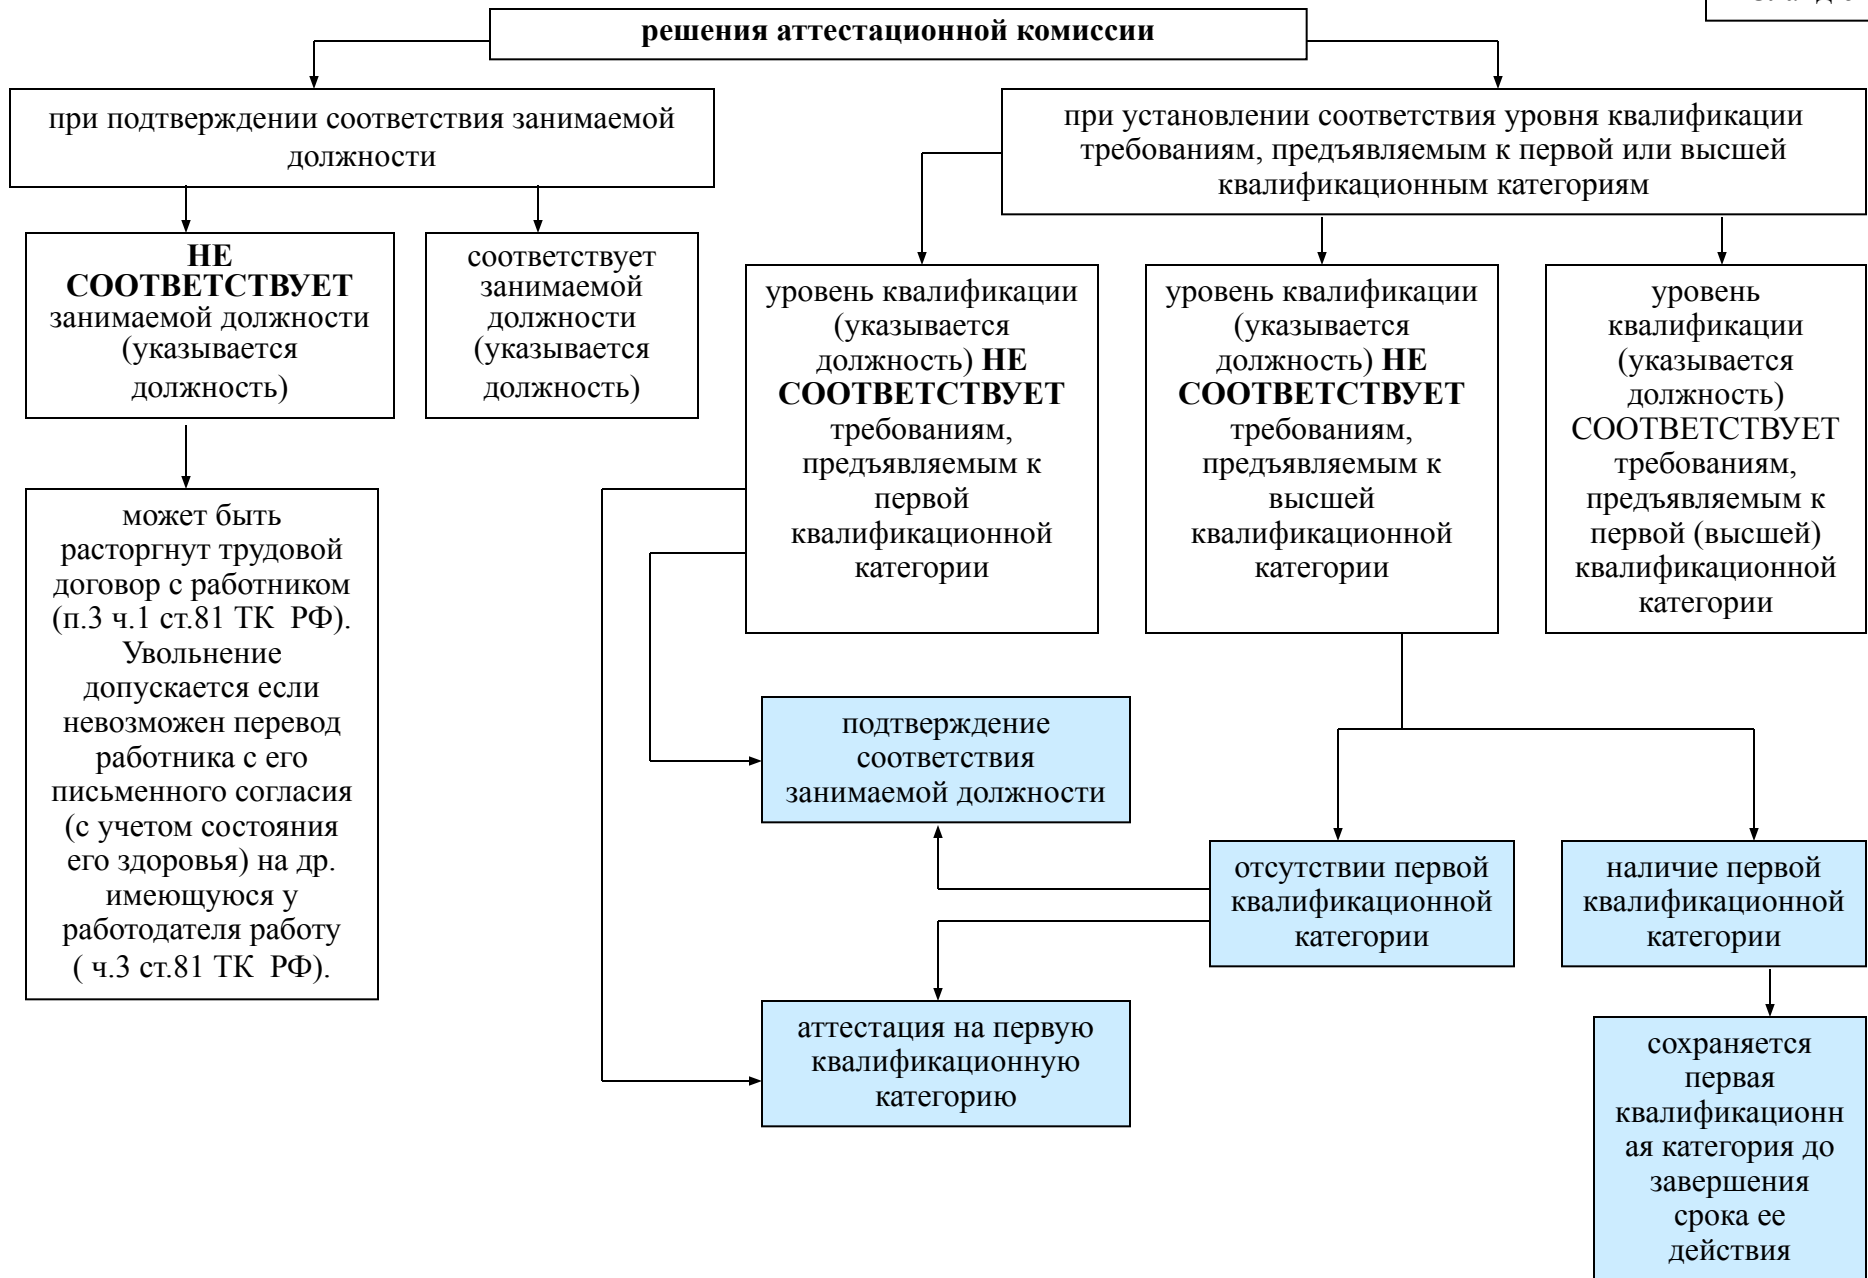 решения аттестационной комиссии
при подтверждении соответствия занимаемой
должности
при установлении соответствия уровня квалификации
требованиям, предъявляемым к первой или высшей
квалификационным категориям
НЕ
СООТВЕТСТВУЕТ
занимаемой должности
(указывается
должность)
соответствует
занимаемой
должности
(указывается
должность)
уровень квалификации
(указывается
должность) НЕ
СООТВЕТСТВУЕТ
требованиям,
предъявляемым к
первой
квалификационной
категории
уровень квалификации
(указывается
должность) НЕ
СООТВЕТСТВУЕТ
требованиям,
предъявляемым к
высшей
квалификационной
категории
уровень
квалификации
(указывается
должность)
СООТВЕТСТВУЕТ
требованиям,
предъявляемым к
первой (высшей)
квалификационной
категории
может быть
расторгнут трудовой
договор с работником
(п.3 ч.1 ст.81 ТК  РФ).
Увольнение
допускается если
невозможен перевод
работника с его
письменного согласия
(с учетом состояния
его здоровья) на др.
имеющуюся у
работодателя работу
( ч.3 ст.81 ТК  РФ).
подтверждение
соответствия
занимаемой должности
отсутствии первой
квалификационной
категории
наличие первой
квалификационной
категории
аттестация на первую
квалификационную
категорию
сохраняется
первая
квалификационн
ая категория до
завершения
срока ее
действия